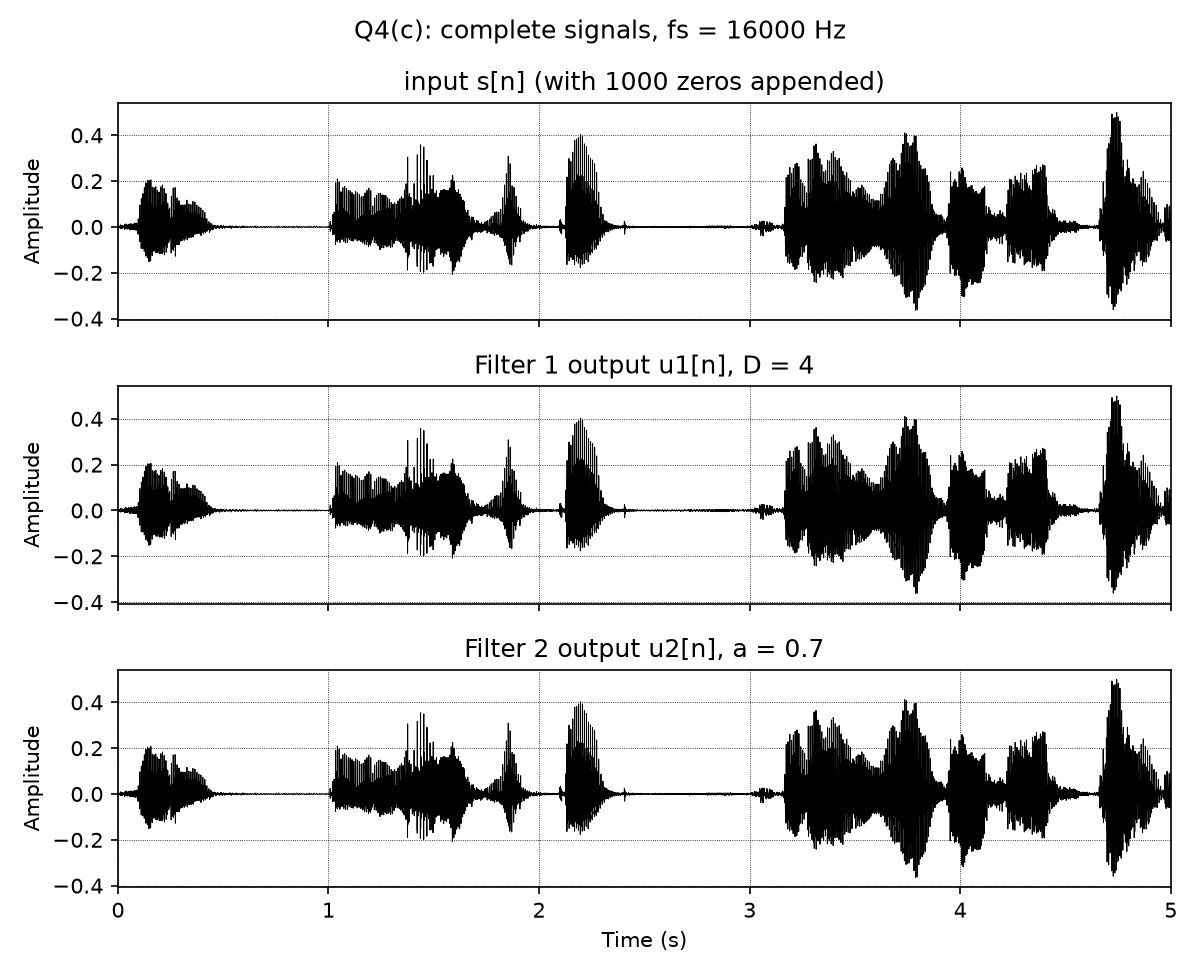 Q4(c): complete signals, fs = 16000 Hz
input s[n] (with 1000 zeros appended)
Amplitude
0.4
0.2
0.0
−0.2
−0.4
Filter 1 output u1[n], D = 4
Amplitude
0.4
0.2
0.0
−0.2
−0.4
Filter 2 output u2[n], a = 0.7
Amplitude
0.4
0.2
0.0
−0.2
−0.4
0 1 2 3 4 5
Time (s)